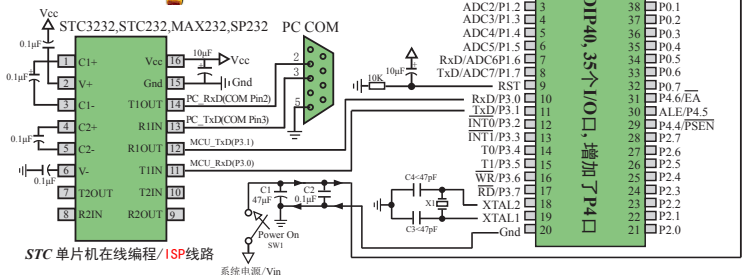 Vcc
STC3232,STC232,MAX232,SP232
PC COM
0.1μF
0.1μF
0.1μF
0.1μF
1 C1+
2 V+
3 C1-
4 C2+
5 C2-
6 V-
7 T2OUT
8 R2IN
Vcc 16
Gnd 15
T1OUT 14
R1IN 13
R1OUT 12
T1IN 11
T2IN 10
R2OUT 9
10μF
Vcc
Gnd
PC_RxD(COM Pin2)
PC_TxD(COM Pin3)
MCU_TxD(P3.1)
MCU_RxD(P3.0)
2
3
5
STC 单片机在线编程/ISP线路
C1
47μF
C2
0.1μF
Power On
SW1
系统电源/Vin
10μF
10K
C4<47pF
X1
C3<47pF
ADC2/P1.2 3
ADC3/P1.3 4
ADC4/P1.4 5
ADC5/P1.5 6
RxD/ADC6P1.6 7
TxD/ADC7/P1.7 8
RST 9
RxD/P3.0 10
TxD/P3.1 11
INT0/P3.2 12
INT1/P3.3 13
T0/P3.4 14
T1/P3.5 15
WR/P3.6 16
RD/P3.7 17
XTAL2 18
XTAL1 19
Gnd 20
DIP40, 35个I/O口, 增加了P4口
38 P0.1
37 P0.2
36 P0.3
35 P0.4
34 P0.5
33 P0.6
32 P0.7
31 P4.6/EA
30 ALE/P4.5
29 P4.4/PSEN
28 P2.7
27 P2.6
26 P2.5
25 P2.4
24 P2.3
23 P2.2
22 P2.1
21 P2.0